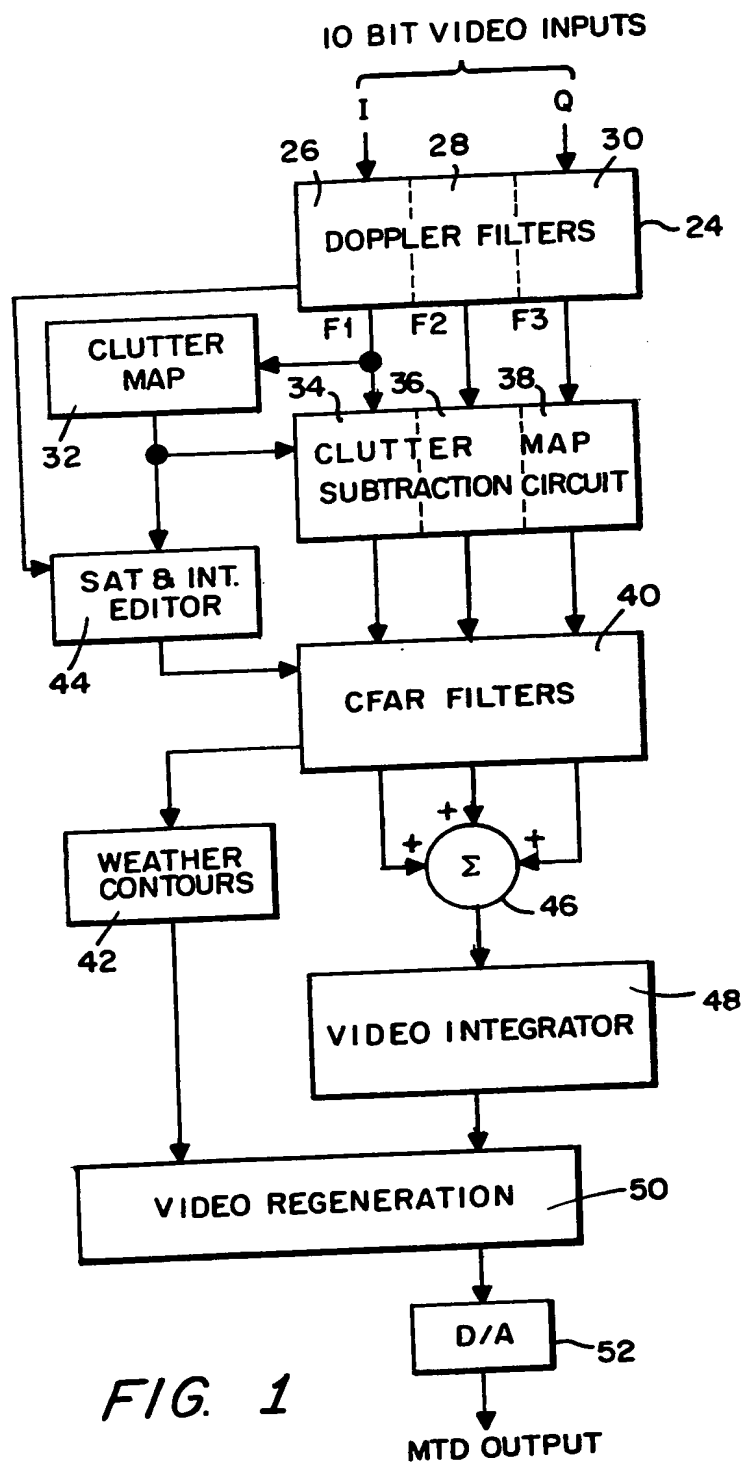 10 BIT VIDEO INPUTS
I
Q
26
28
30
DOPPLER FILTERS
24
F1
F2
F3
CLUTTER
MAP
32
34
36
38
CLUTTER MAP
SUBTRACTION CIRCUIT
SAT & INT.
EDITOR
44
40
CFAR FILTERS
WEATHER
CONTOURS
42
+
+
+
Σ
46
48
VIDEO INTEGRATOR
VIDEO REGENERATION
50
D/A
52
FIG. 1
MTD OUTPUT